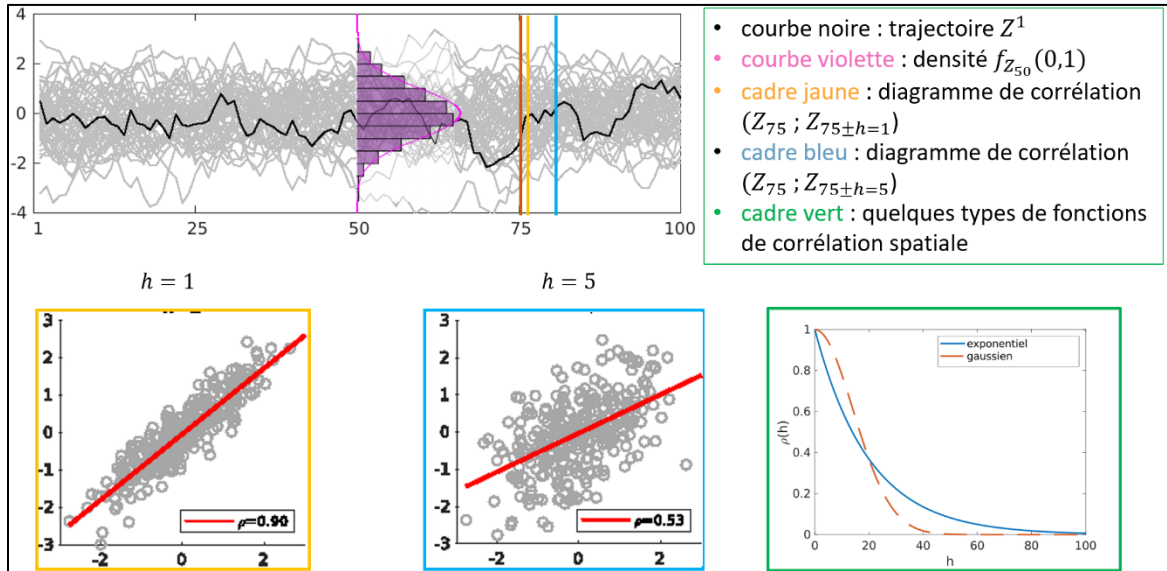 4
2
0
-2
-4
1 25 50 75 100
• courbe noire : trajectoire Z¹
• courbe violette : densité f_{Z_{50}}(0,1)
• cadre jaune : diagramme de corrélation
(Z_{75} ; Z_{75±h=1})
• cadre bleu : diagramme de corrélation
(Z_{75} ; Z_{75±h=5})
• cadre vert : quelques types de fonctions
de corrélation spatiale
h = 1
3
2
1
0
-1
-2
-3
-2 0 2
ρ=0.90
h = 5
3
2
1
0
-1
-2
-3
-2 0 2
ρ=0.53
1
0.8
0.6
0.4
0.2
0
ρ(h)
exponentiel
gaussien
0 20 40 60 80 100
h